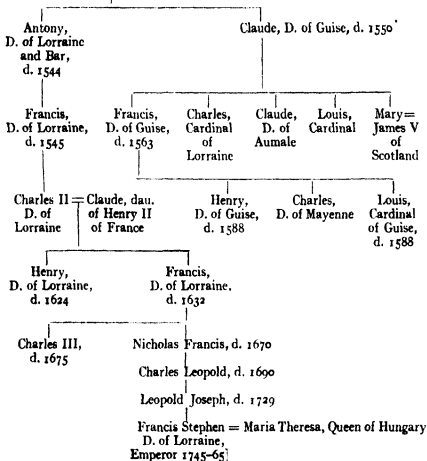 Antony,
D. of Lorraine
and Bar,
d. 1544
Claude, D. of Guise, d. 1550
Francis,
D. of Lorraine,
d. 1545
Francis,
D. of Guise,
d. 1563
Charles,
Cardinal
of
Lorraine
Claude,
D. of
Aumale
Louis,
Cardinal
Mary=
James V
of
Scotland
Charles II = Claude, dau.
D. of
Lorraine
of Henry II
of France
Henry,
D. of Guise,
d. 1588
Charles,
D. of Mayenne
Louis,
Cardinal
of Guise,
d. 1588
Henry,
D. of Lorraine,
d. 1624
Francis,
D. of Lorraine,
d. 1632
Charles III,
d. 1675
Nicholas Francis, d. 1670
Charles Leopold, d. 1690
Leopold Joseph, d. 1729
Francis Stephen = Maria Theresa, Queen of Hungary
D. of Lorraine,
Emperor 1745-65]